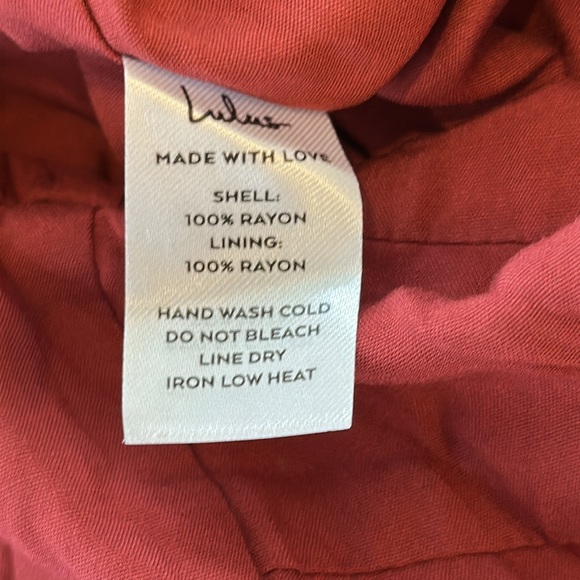 Lulus
MADE WITH LOVE
SHELL:
100% RAYON
LINING:
100% RAYON
HAND WASH COLD
DO NOT BLEACH
LINE DRY
IRON LOW HEAT